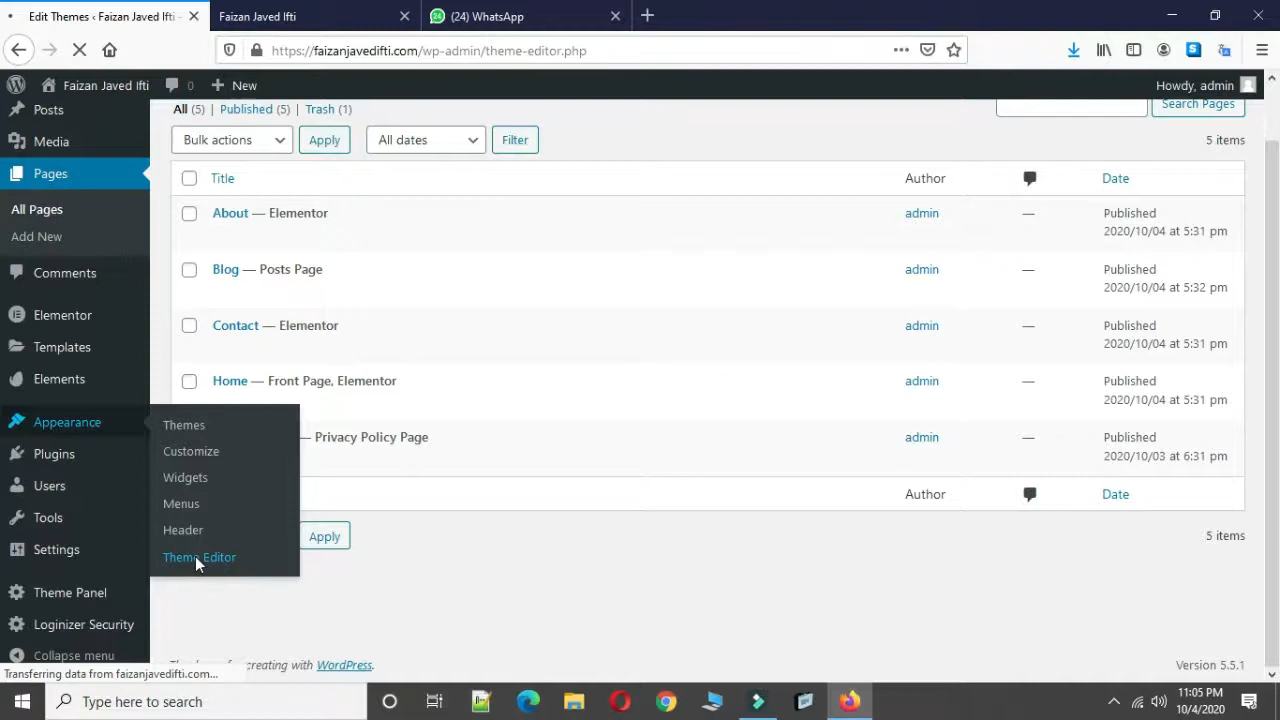 Edit Themes ‹ Faizan Javed Ifti -
Faizan Javed Ifti
(24) WhatsApp
https://faizanjavedifti.com/wp-admin/theme-editor.php
Faizan Javed Ifti
0
New
Howdy, admin
Posts
Media
Pages
All Pages
Add New
Comments
Elementor
Templates
Elements
Appearance
Plugins
Users
Tools
Settings
Theme Panel
Loginizer Security
Collapse menu
Themes
Customize
Widgets
Menus
Header
Theme Editor
All (5) | Published (5) | Trash (1)
Search Pages
Bulk actions
Apply
All dates
Filter
5 items
Title
Author
Date
About — Elementor
admin
—
Published
2020/10/04 at 5:31 pm
Blog — Posts Page
admin
—
Published
2020/10/04 at 5:32 pm
Contact — Elementor
admin
—
Published
2020/10/04 at 5:31 pm
Home — Front Page, Elementor
admin
—
Published
2020/10/04 at 5:31 pm
— Privacy Policy Page
admin
—
Published
2020/10/03 at 6:31 pm
Author
Date
Apply
5 items
creating with WordPress.
Version 5.5.1
Transferring data from faizanjavedifti.com...
Type here to search
11:05 PM
10/4/2020